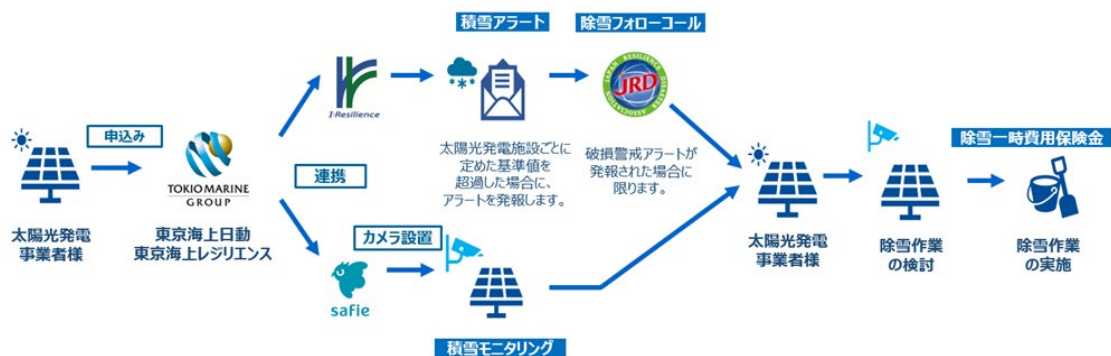 積雪アラート
除雪フォローコール
I-Resilience
JAPAN RESILIENCE DISASTER ASSOCIATION
JRD
申込み
TOKIO MARINE
GROUP
連携
太陽光発電施設ごとに
定めた基準値を
超過した場合に、
アラートを発報します。
破損警戒アラートが
発報された場合に
限ります。
除雪一時費用保険金
太陽光発電
事業者様
東京海上日動
東京海上レジリエンス
カメラ設置
safie
積雪モニタリング
太陽光発電
事業者様
除雪作業
の検討
除雪作業
の実施